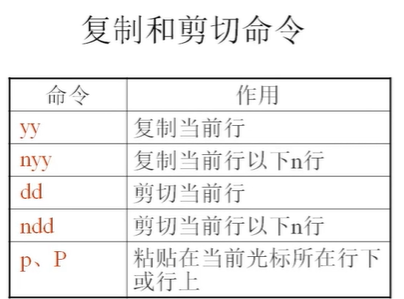 复制和剪切命令
命令 作用
yy 复制当前行
nyy 复制当前行以下n行
dd 剪切当前行
ndd 剪切当前行以下n行
p、P 粘贴在当前光标所在行下
或行上